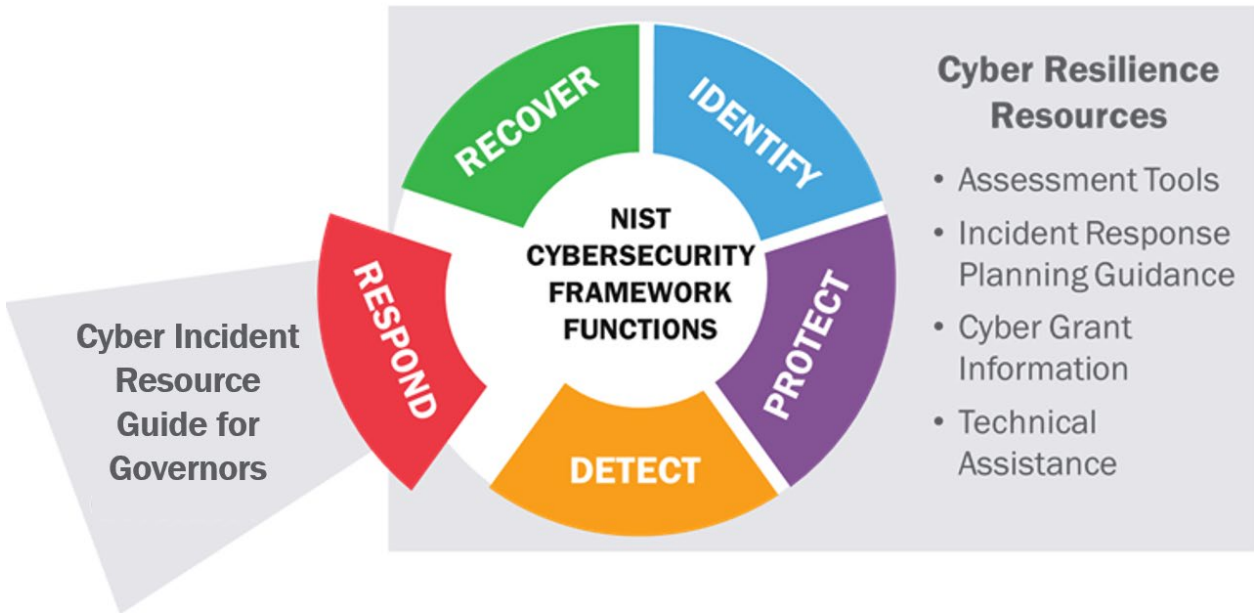 RECOVER
IDENTIFY
PROTECT
DETECT
RESPOND
NIST
CYBERSECURITY
FRAMEWORK
FUNCTIONS
Cyber Incident
Resource
Guide for
Governors
Cyber Resilience
Resources
• Assessment Tools
• Incident Response
Planning Guidance
• Cyber Grant
Information
• Technical
Assistance